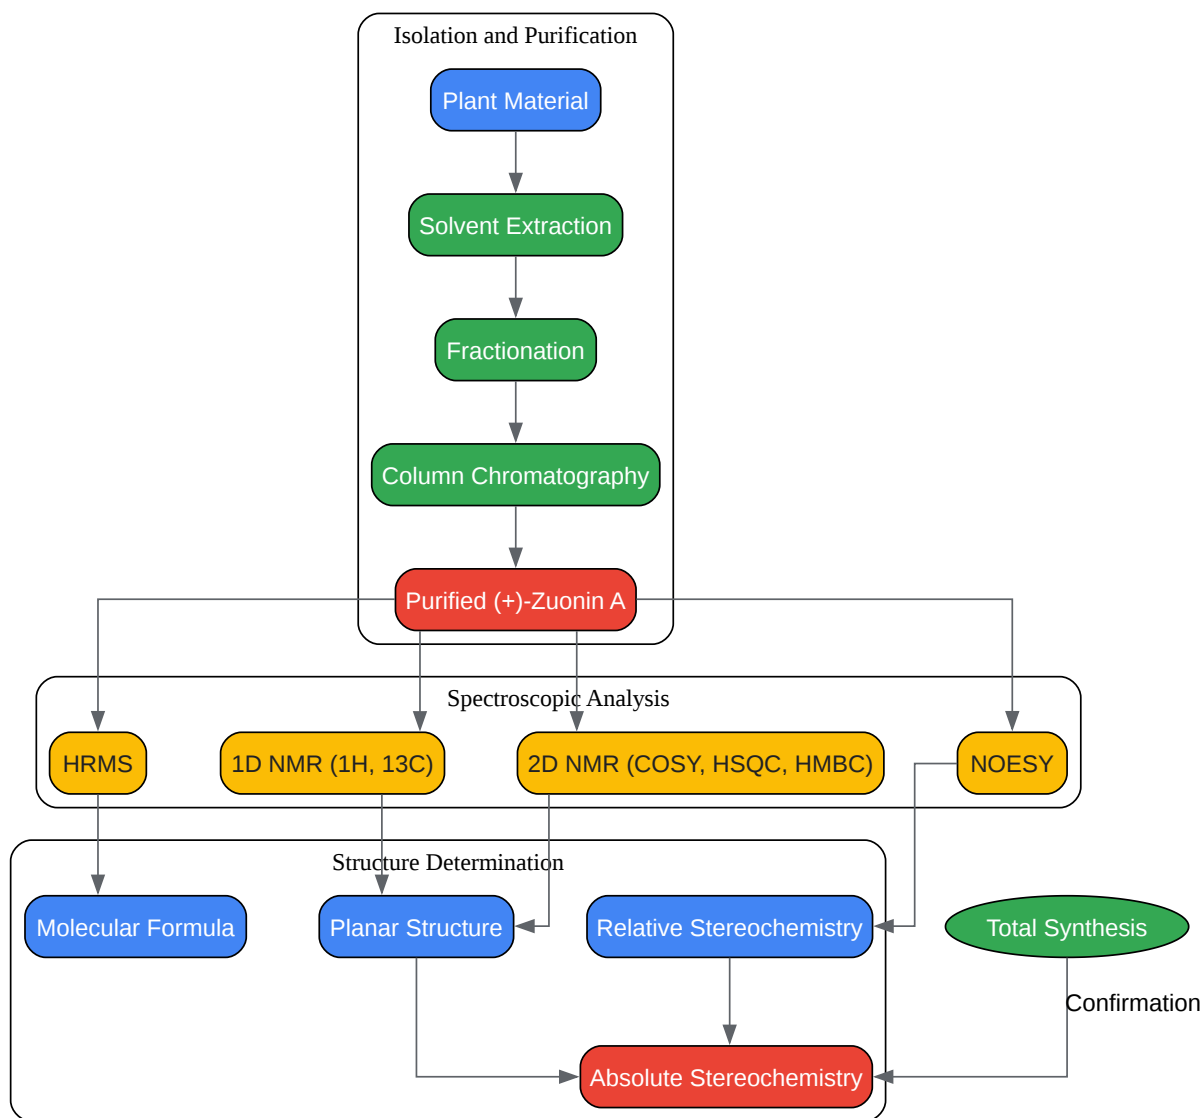 Isolation and Purification
Plant Material
Solvent Extraction
Fractionation
Column Chromatography
Purified (+)-Zuonin A
Spectroscopic Analysis
HRMS
1D NMR (1H, 13C)
2D NMR (COSY, HSQC, HMBC)
NOESY
Structure Determination
Molecular Formula
Planar Structure
Relative Stereochemistry
Total Synthesis
Confirmation
Absolute Stereochemistry